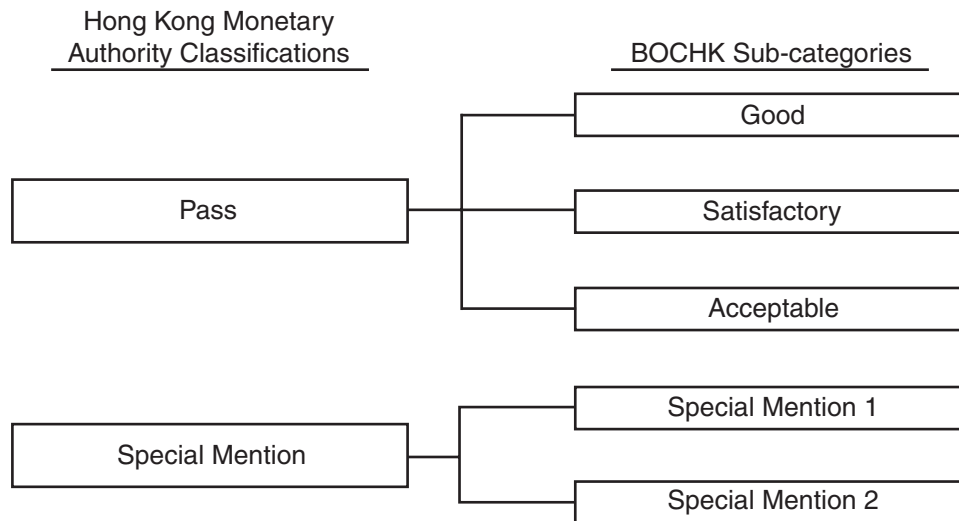 Hong Kong Monetary
Authority Classifications
BOCHK Sub-categories
Good
Pass
Satisfactory
Acceptable
Special Mention 1
Special Mention
Special Mention 2